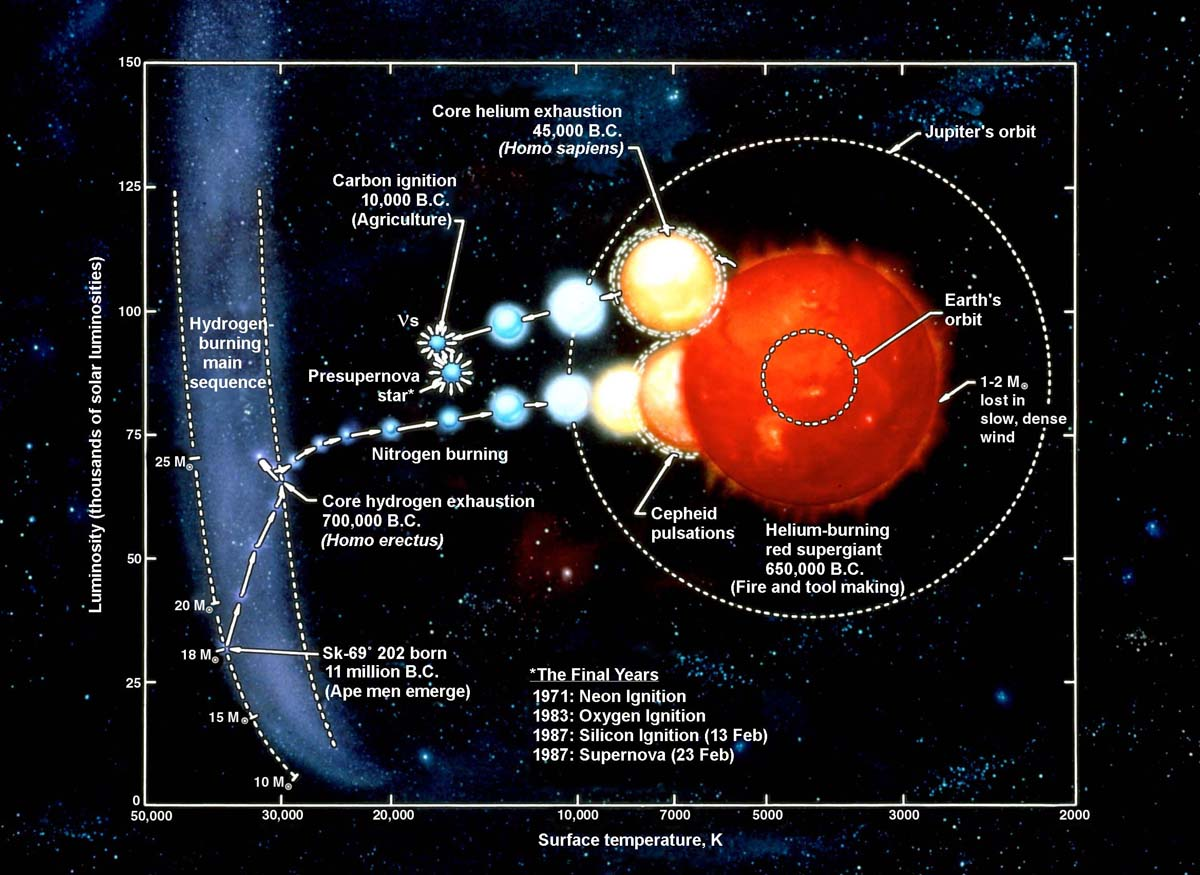 150
125
100
75
50
25
0
Luminosity (thousands of solar luminosities)
50,000
30,000
20,000
10,000
7000
5000
3000
2000
Surface temperature, K
Core helium exhaustion
45,000 B.C.
(Homo sapiens)
Jupiter's orbit
Carbon ignition
10,000 B.C.
(Agriculture)
Earth's
orbit
Hydrogen-
burning
main
sequence
νs
Presupernova
star*
1-2 M☉
lost in
slow, dense
wind
Nitrogen burning
25 M☉
Core hydrogen exhaustion
700,000 B.C.
(Homo erectus)
Cepheid
pulsations
Helium-burning
red supergiant
650,000 B.C.
(Fire and tool making)
20 M☉
18 M☉
Sk-69° 202 born
11 million B.C.
(Ape men emerge)
15 M☉
10 M☉
*The Final Years
1971: Neon Ignition
1983: Oxygen Ignition
1987: Silicon Ignition (13 Feb)
1987: Supernova (23 Feb)